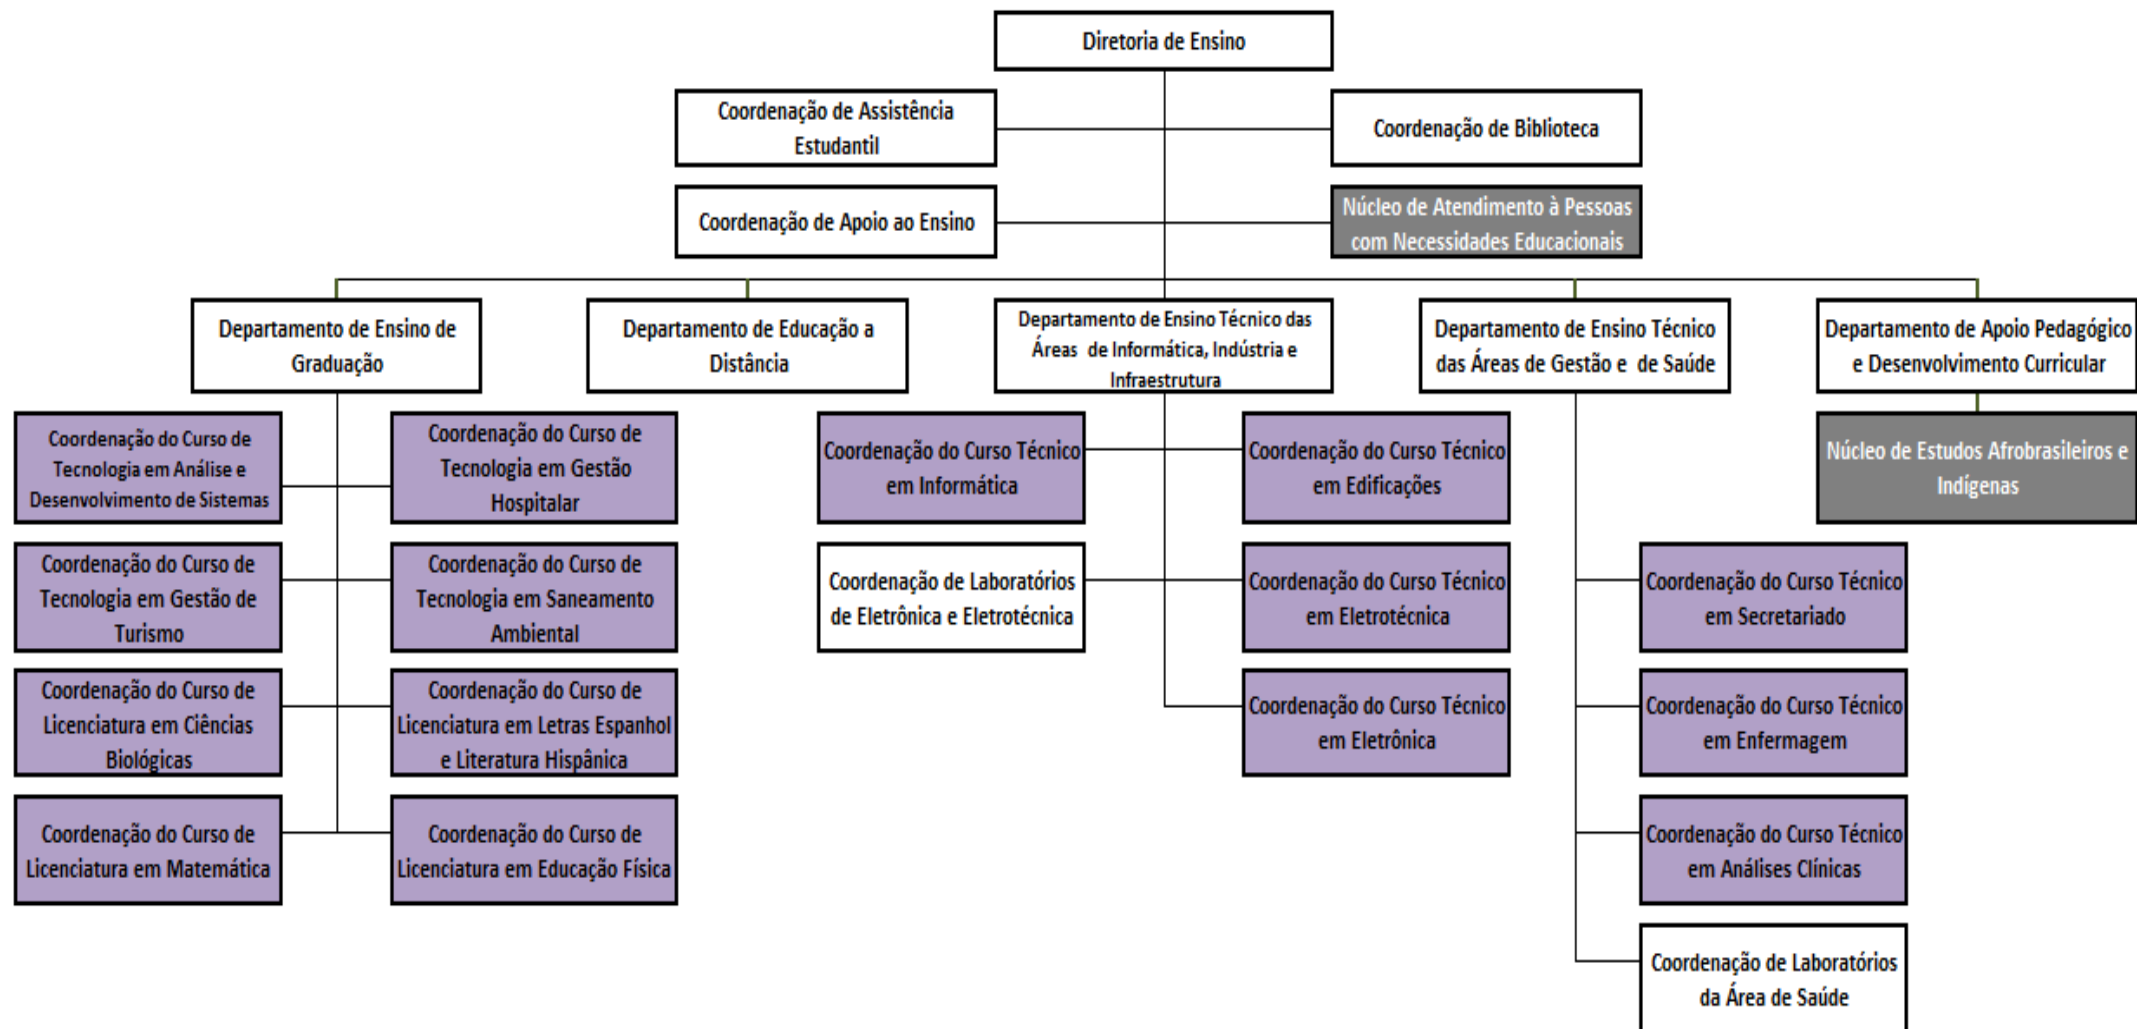 Diretoria de Ensino
Coordenação de Assistência
Estudantil
Coordenação de Biblioteca
Coordenação de Apoio ao Ensino
Núcleo de Atendimento à Pessoas
com Necessidades Educacionais
Departamento de Ensino de
Graduação
Departamento de Educação a
Distância
Departamento de Ensino Técnico das
Áreas de Informática, Indústria e
Infraestrutura
Departamento de Ensino Técnico
das Áreas de Gestão e de Saúde
Departamento de Apoio Pedagógico
e Desenvolvimento Curricular
Coordenação do Curso de
Tecnologia em Análise e
Desenvolvimento de Sistemas
Coordenação do Curso de
Tecnologia em Gestão
Hospitalar
Coordenação do Curso Técnico
em Informática
Coordenação do Curso Técnico
em Edificações
Núcleo de Estudos Afrobrasileiros e
Indígenas
Coordenação do Curso de
Tecnologia em Gestão de
Turismo
Coordenação do Curso de
Tecnologia em Saneamento
Ambiental
Coordenação de Laboratórios
de Eletrônica e Eletrotécnica
Coordenação do Curso Técnico
em Eletrotécnica
Coordenação do Curso Técnico
em Secretariado
Coordenação do Curso de
Licenciatura em Ciências
Biológicas
Coordenação do Curso de
Licenciatura em Letras Espanhol
e Literatura Hispânica
Coordenação do Curso Técnico
em Eletrônica
Coordenação do Curso Técnico
em Enfermagem
Coordenação do Curso de
Licenciatura em Matemática
Coordenação do Curso de
Licenciatura em Educação Física
Coordenação do Curso Técnico
em Análises Clínicas
Coordenação de Laboratórios
da Área de Saúde